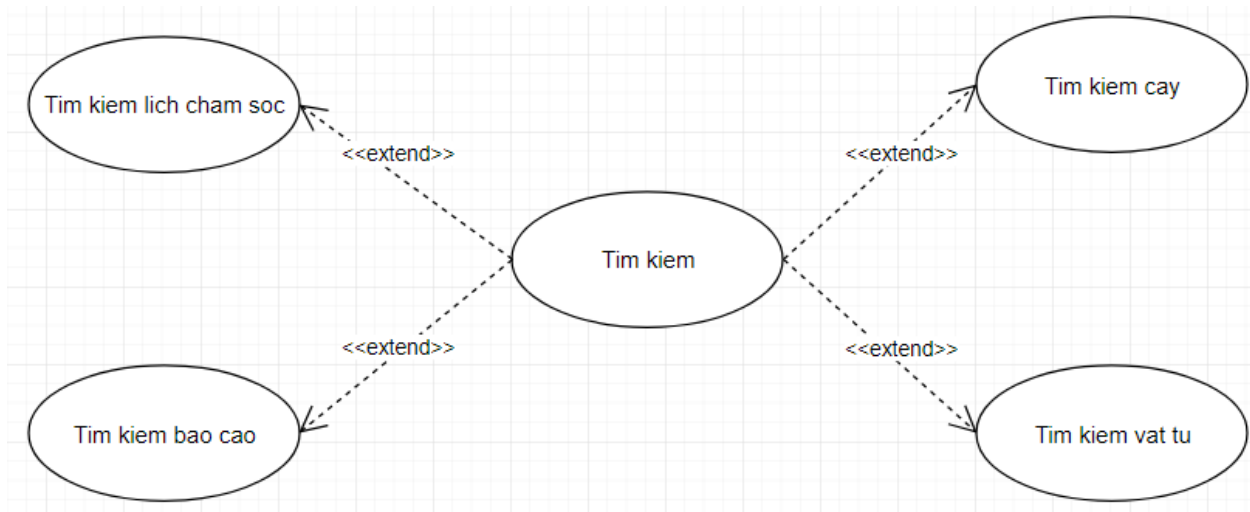 Tim kiem lich cham soc
Tim kiem cay
<<extend>>
<<extend>>
Tim kiem
<<extend>>
<<extend>>
Tim kiem bao cao
Tim kiem vat tu